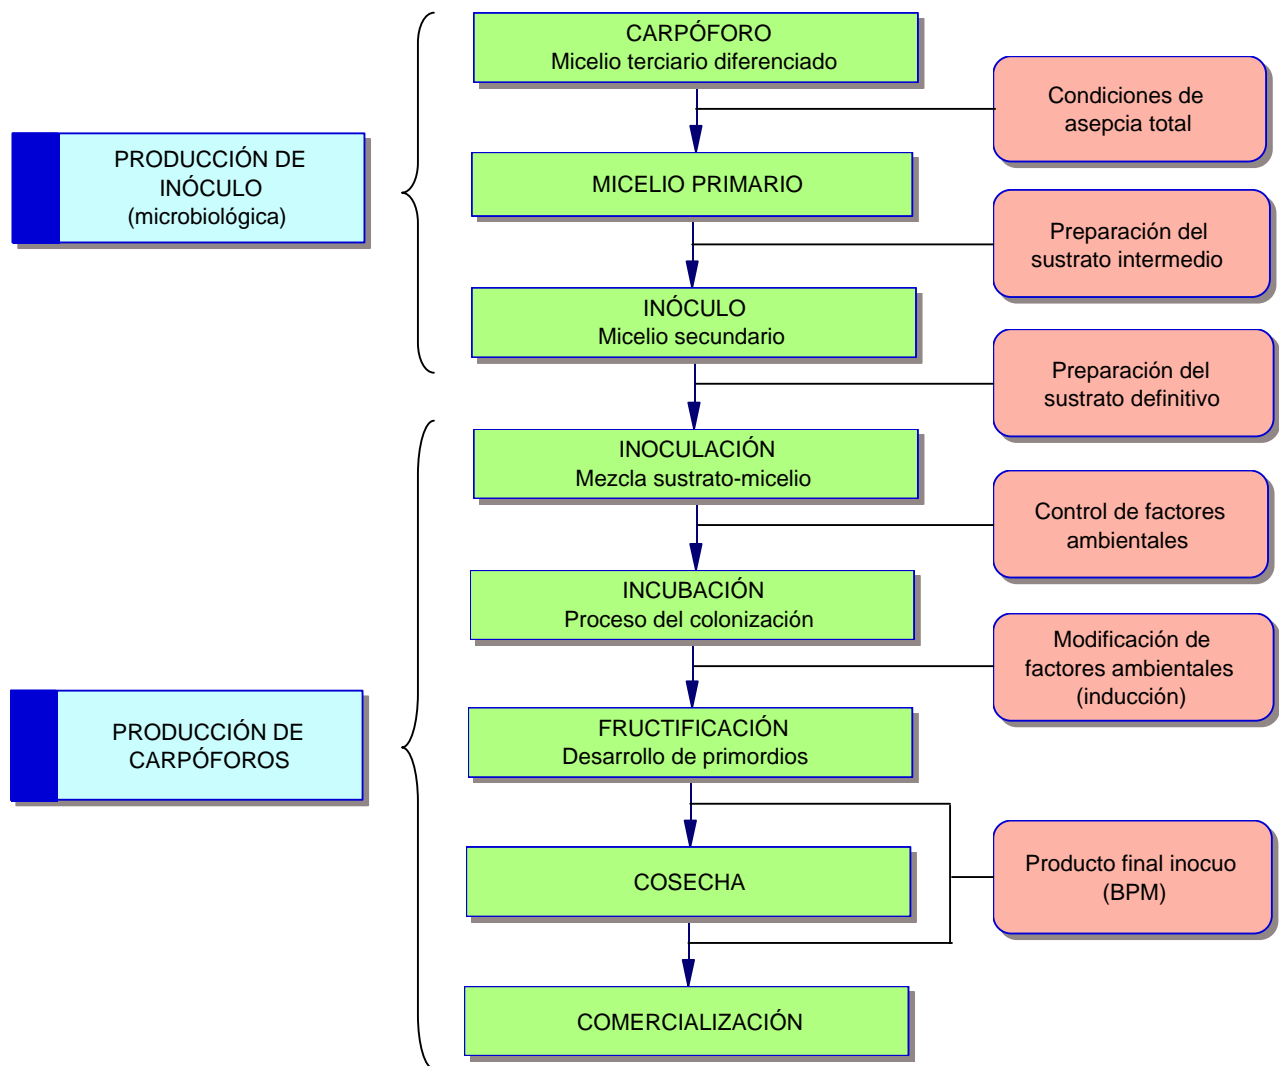 CARPÓFORO
Micelio terciario diferenciado
Condiciones de
asepcia total
PRODUCCIÓN DE
INÓCULO
(microbiológica)
MICELIO PRIMARIO
Preparación del
sustrato intermedio
INÓCULO
Micelio secundario
Preparación del
sustrato definitivo
INOCULACIÓN
Mezcla sustrato-micelio
Control de factores
ambientales
INCUBACIÓN
Proceso del colonización
Modificación de
factores ambientales
(inducción)
PRODUCCIÓN DE
CARPÓFOROS
FRUCTIFICACIÓN
Desarrollo de primordios
COSECHA
Producto final inocuo
(BPM)
COMERCIALIZACIÓN